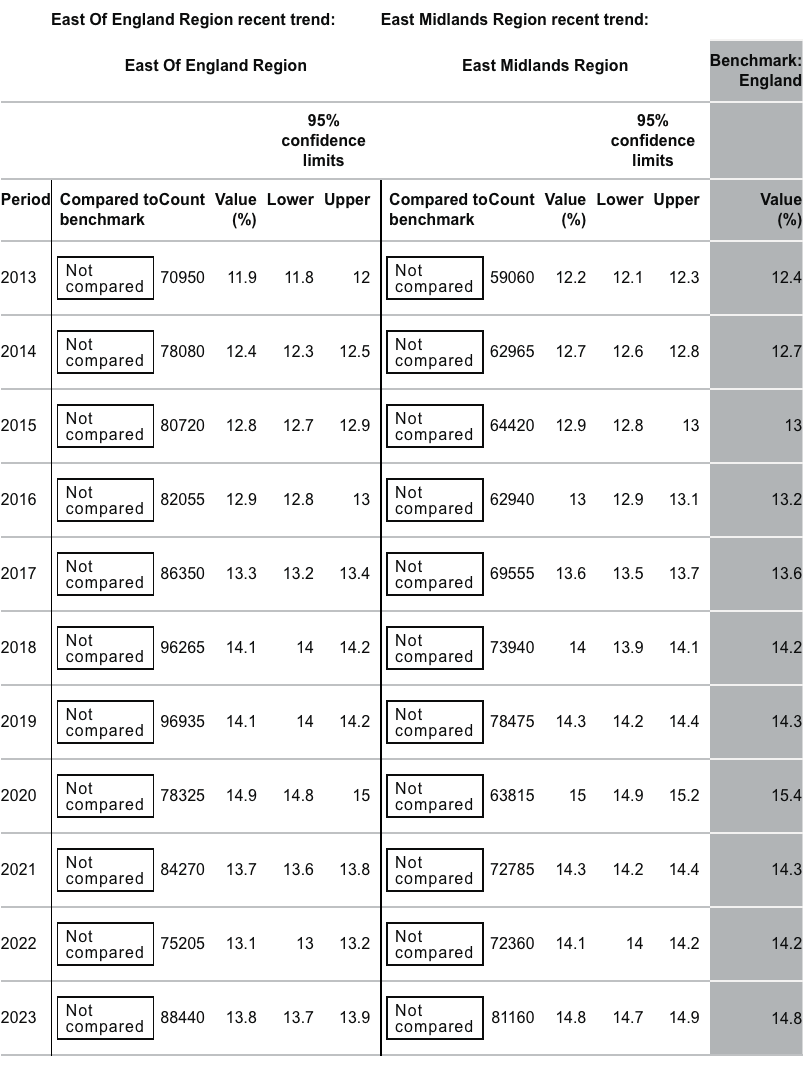 East Of England Region recent trend: East Midlands Region recent trend:
East Of England Region East Midlands Region Benchmark: England
95% confidence limits 95% confidence limits
Period Compared to benchmark Count Value (%) Lower Upper Compared to benchmark Count Value (%) Lower Upper Value (%)
2013 Not compared 70950 11.9 11.8 12 Not compared 59060 12.2 12.1 12.3 12.4
2014 Not compared 78080 12.4 12.3 12.5 Not compared 62965 12.7 12.6 12.8 12.7
2015 Not compared 80720 12.8 12.7 12.9 Not compared 64420 12.9 12.8 13 13
2016 Not compared 82055 12.9 12.8 13 Not compared 62940 13 12.9 13.1 13.2
2017 Not compared 86350 13.3 13.2 13.4 Not compared 69555 13.6 13.5 13.7 13.6
2018 Not compared 96265 14.1 14 14.2 Not compared 73940 14 13.9 14.1 14.2
2019 Not compared 96935 14.1 14 14.2 Not compared 78475 14.3 14.2 14.4 14.3
2020 Not compared 78325 14.9 14.8 15 Not compared 63815 15 14.9 15.2 15.4
2021 Not compared 84270 13.7 13.6 13.8 Not compared 72785 14.3 14.2 14.4 14.3
2022 Not compared 75205 13.1 13 13.2 Not compared 72360 14.1 14 14.2 14.2
2023 Not compared 88440 13.8 13.7 13.9 Not compared 81160 14.8 14.7 14.9 14.8